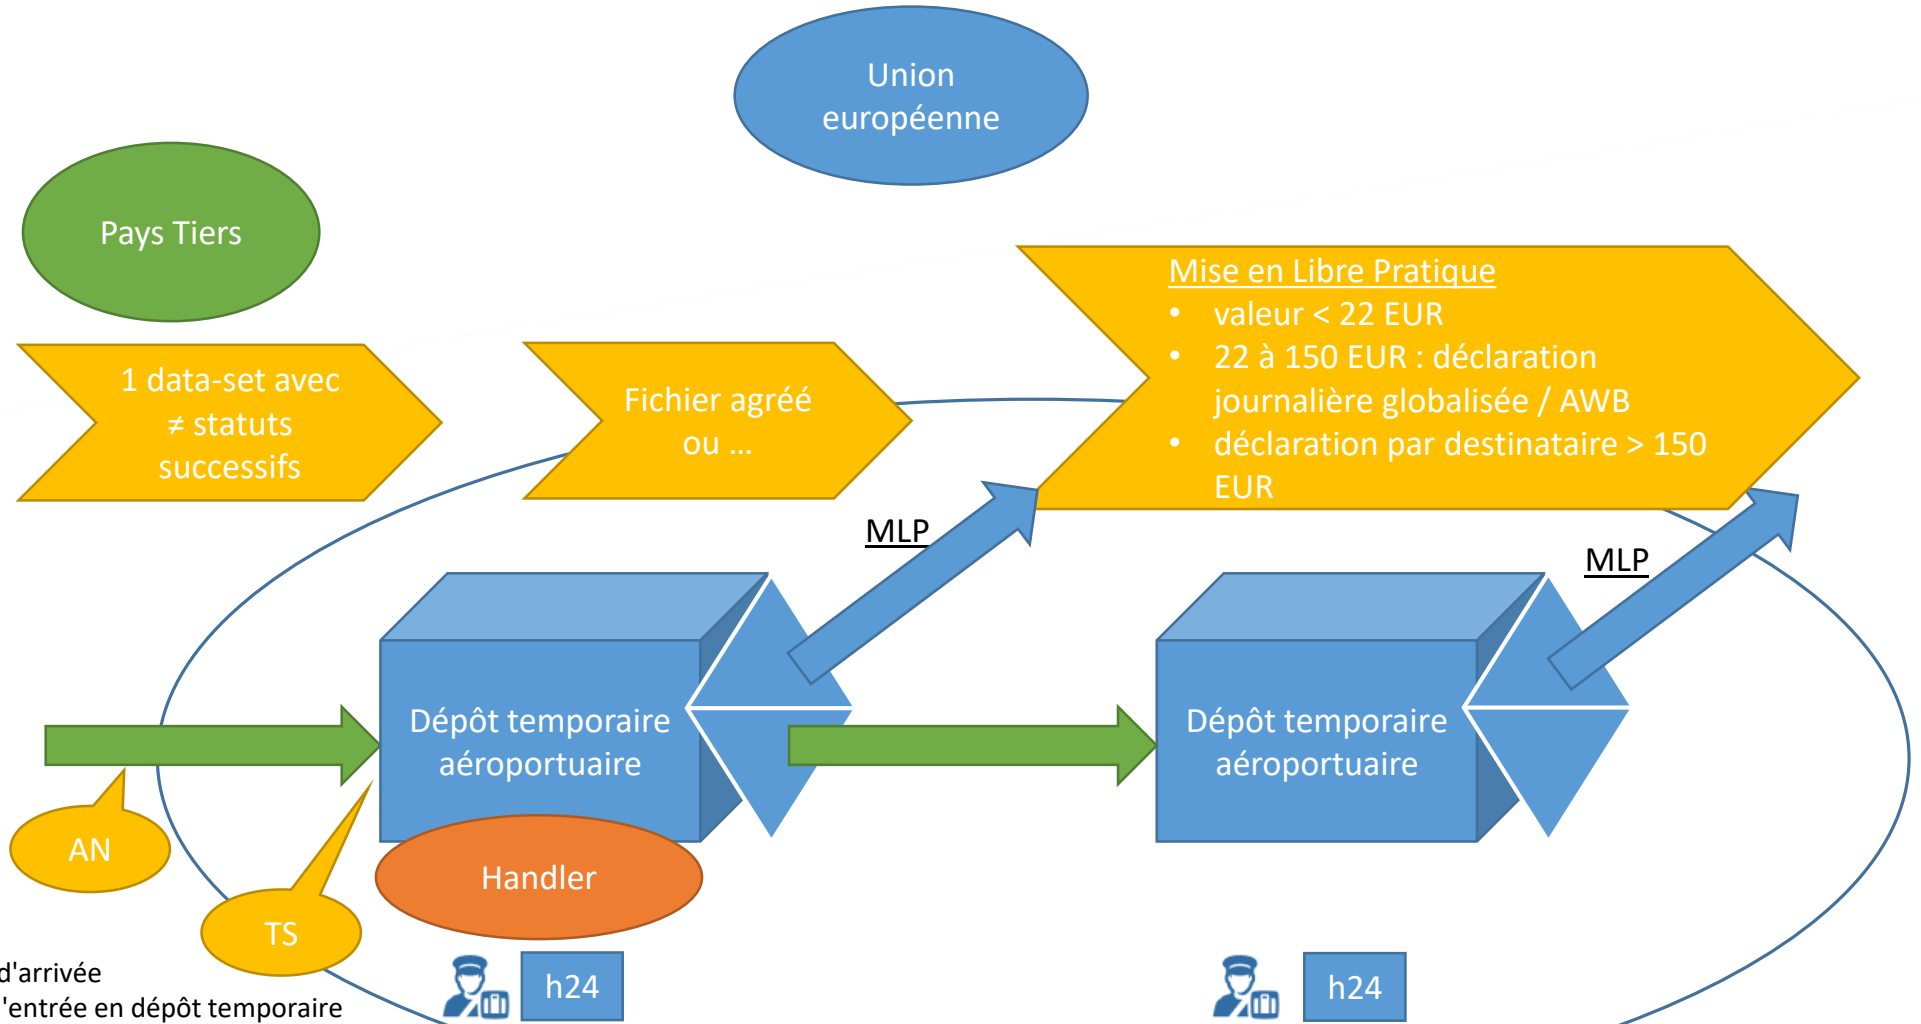 Union
européenne
Pays Tiers
1 data-set avec
≠ statuts
successifs
Fichier agréé
ou ...
Mise en Libre Pratique
• valeur < 22 EUR
• 22 à 150 EUR : déclaration
journalière globalisée / AWB
• déclaration par destinataire > 150
EUR
MLP
MLP
Dépôt temporaire
aéroportuaire
Dépôt temporaire
aéroportuaire
AN
Handler
TS
h24
h24
d'arrivée
'entrée en dépôt temporaire